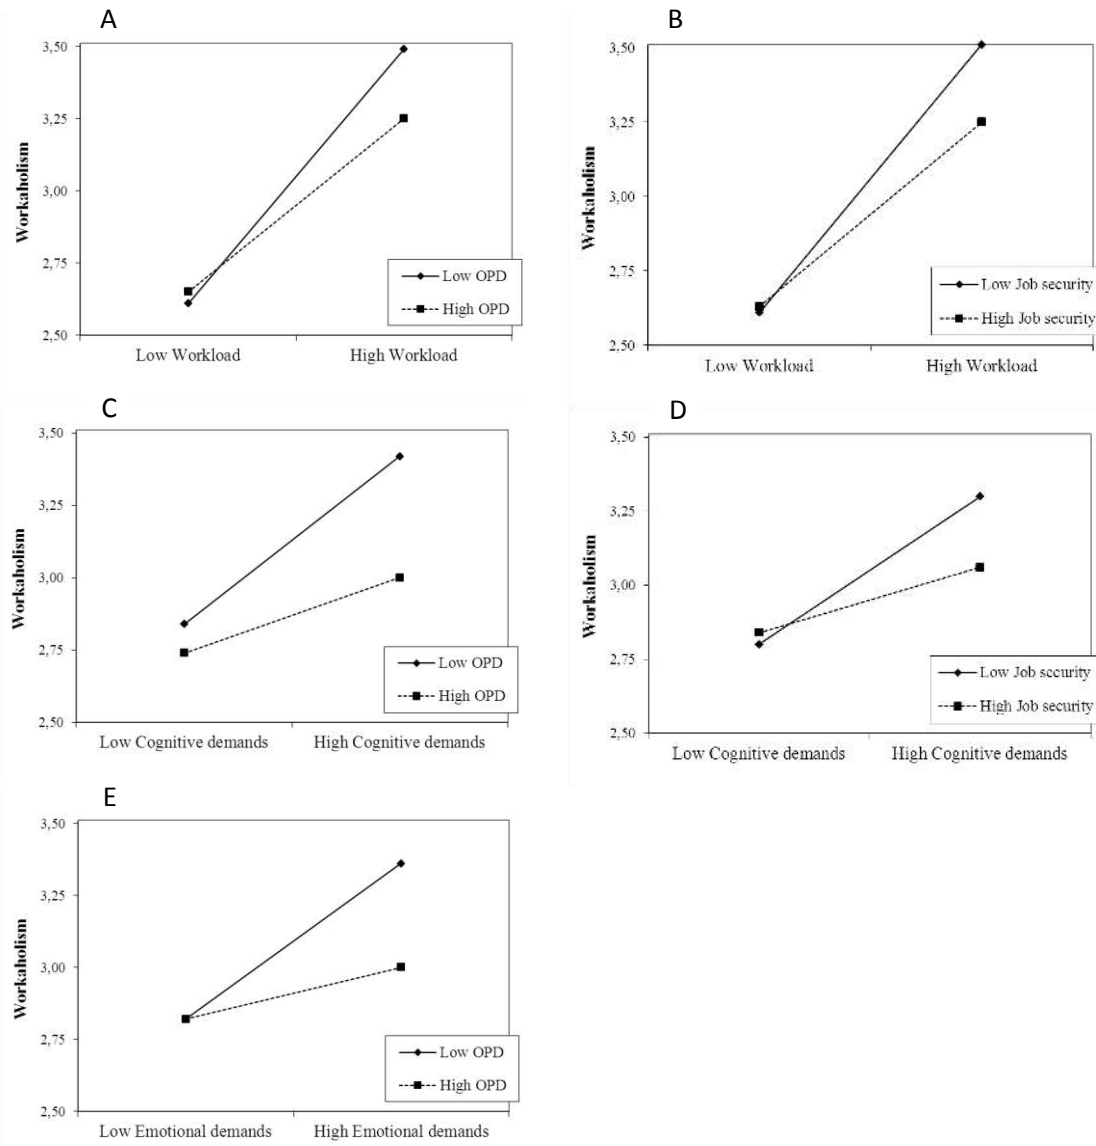 A
3,50
3,25
3,00
2,75
2,50
Workaholism
Low OPD
High OPD
Low Workload
High Workload
B
3,50
3,25
3,00
2,75
2,50
Workaholism
Low Job security
High Job security
Low Workload
High Workload
C
3,50
3,25
3,00
2,75
2,50
Workaholism
Low OPD
High OPD
Low Cognitive demands
High Cognitive demands
D
3,50
3,25
3,00
2,75
2,50
Workaholism
Low Job security
High Job security
Low Cognitive demands
High Cognitive demands
E
3,50
3,25
3,00
2,75
2,50
Workaholism
Low OPD
High OPD
Low Emotional demands
High Emotional demands